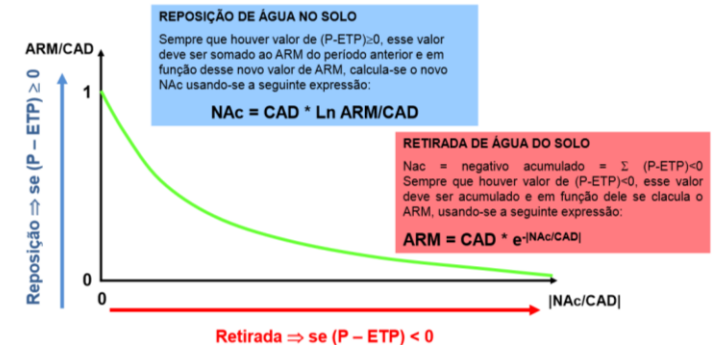 REPOSIÇÃO DE ÁGUA NO SOLO
Sempre que houver valor de (P-ETP)≥0, esse valor
deve ser somado ao ARM do período anterior e em
função desse novo valor de ARM, calcula-se o novo
NAc usando-se a seguinte expressão:
NAc = CAD * Ln ARM/CAD
ARM/CAD
1
0
Reposição ⇒ se (P – ETP) ≥ 0
RETIRADA DE ÁGUA DO SOLO
Nac = negativo acumulado = Σ (P-ETP)<0
Sempre que houver valor de (P-ETP)<0, esse valor
deve ser acumulado e em função dele se clacula o
ARM, usando-se a seguinte expressão:
ARM = CAD * e-|NAc/CAD|
0
|NAc/CAD|
Retirada ⇒ se (P – ETP) < 0